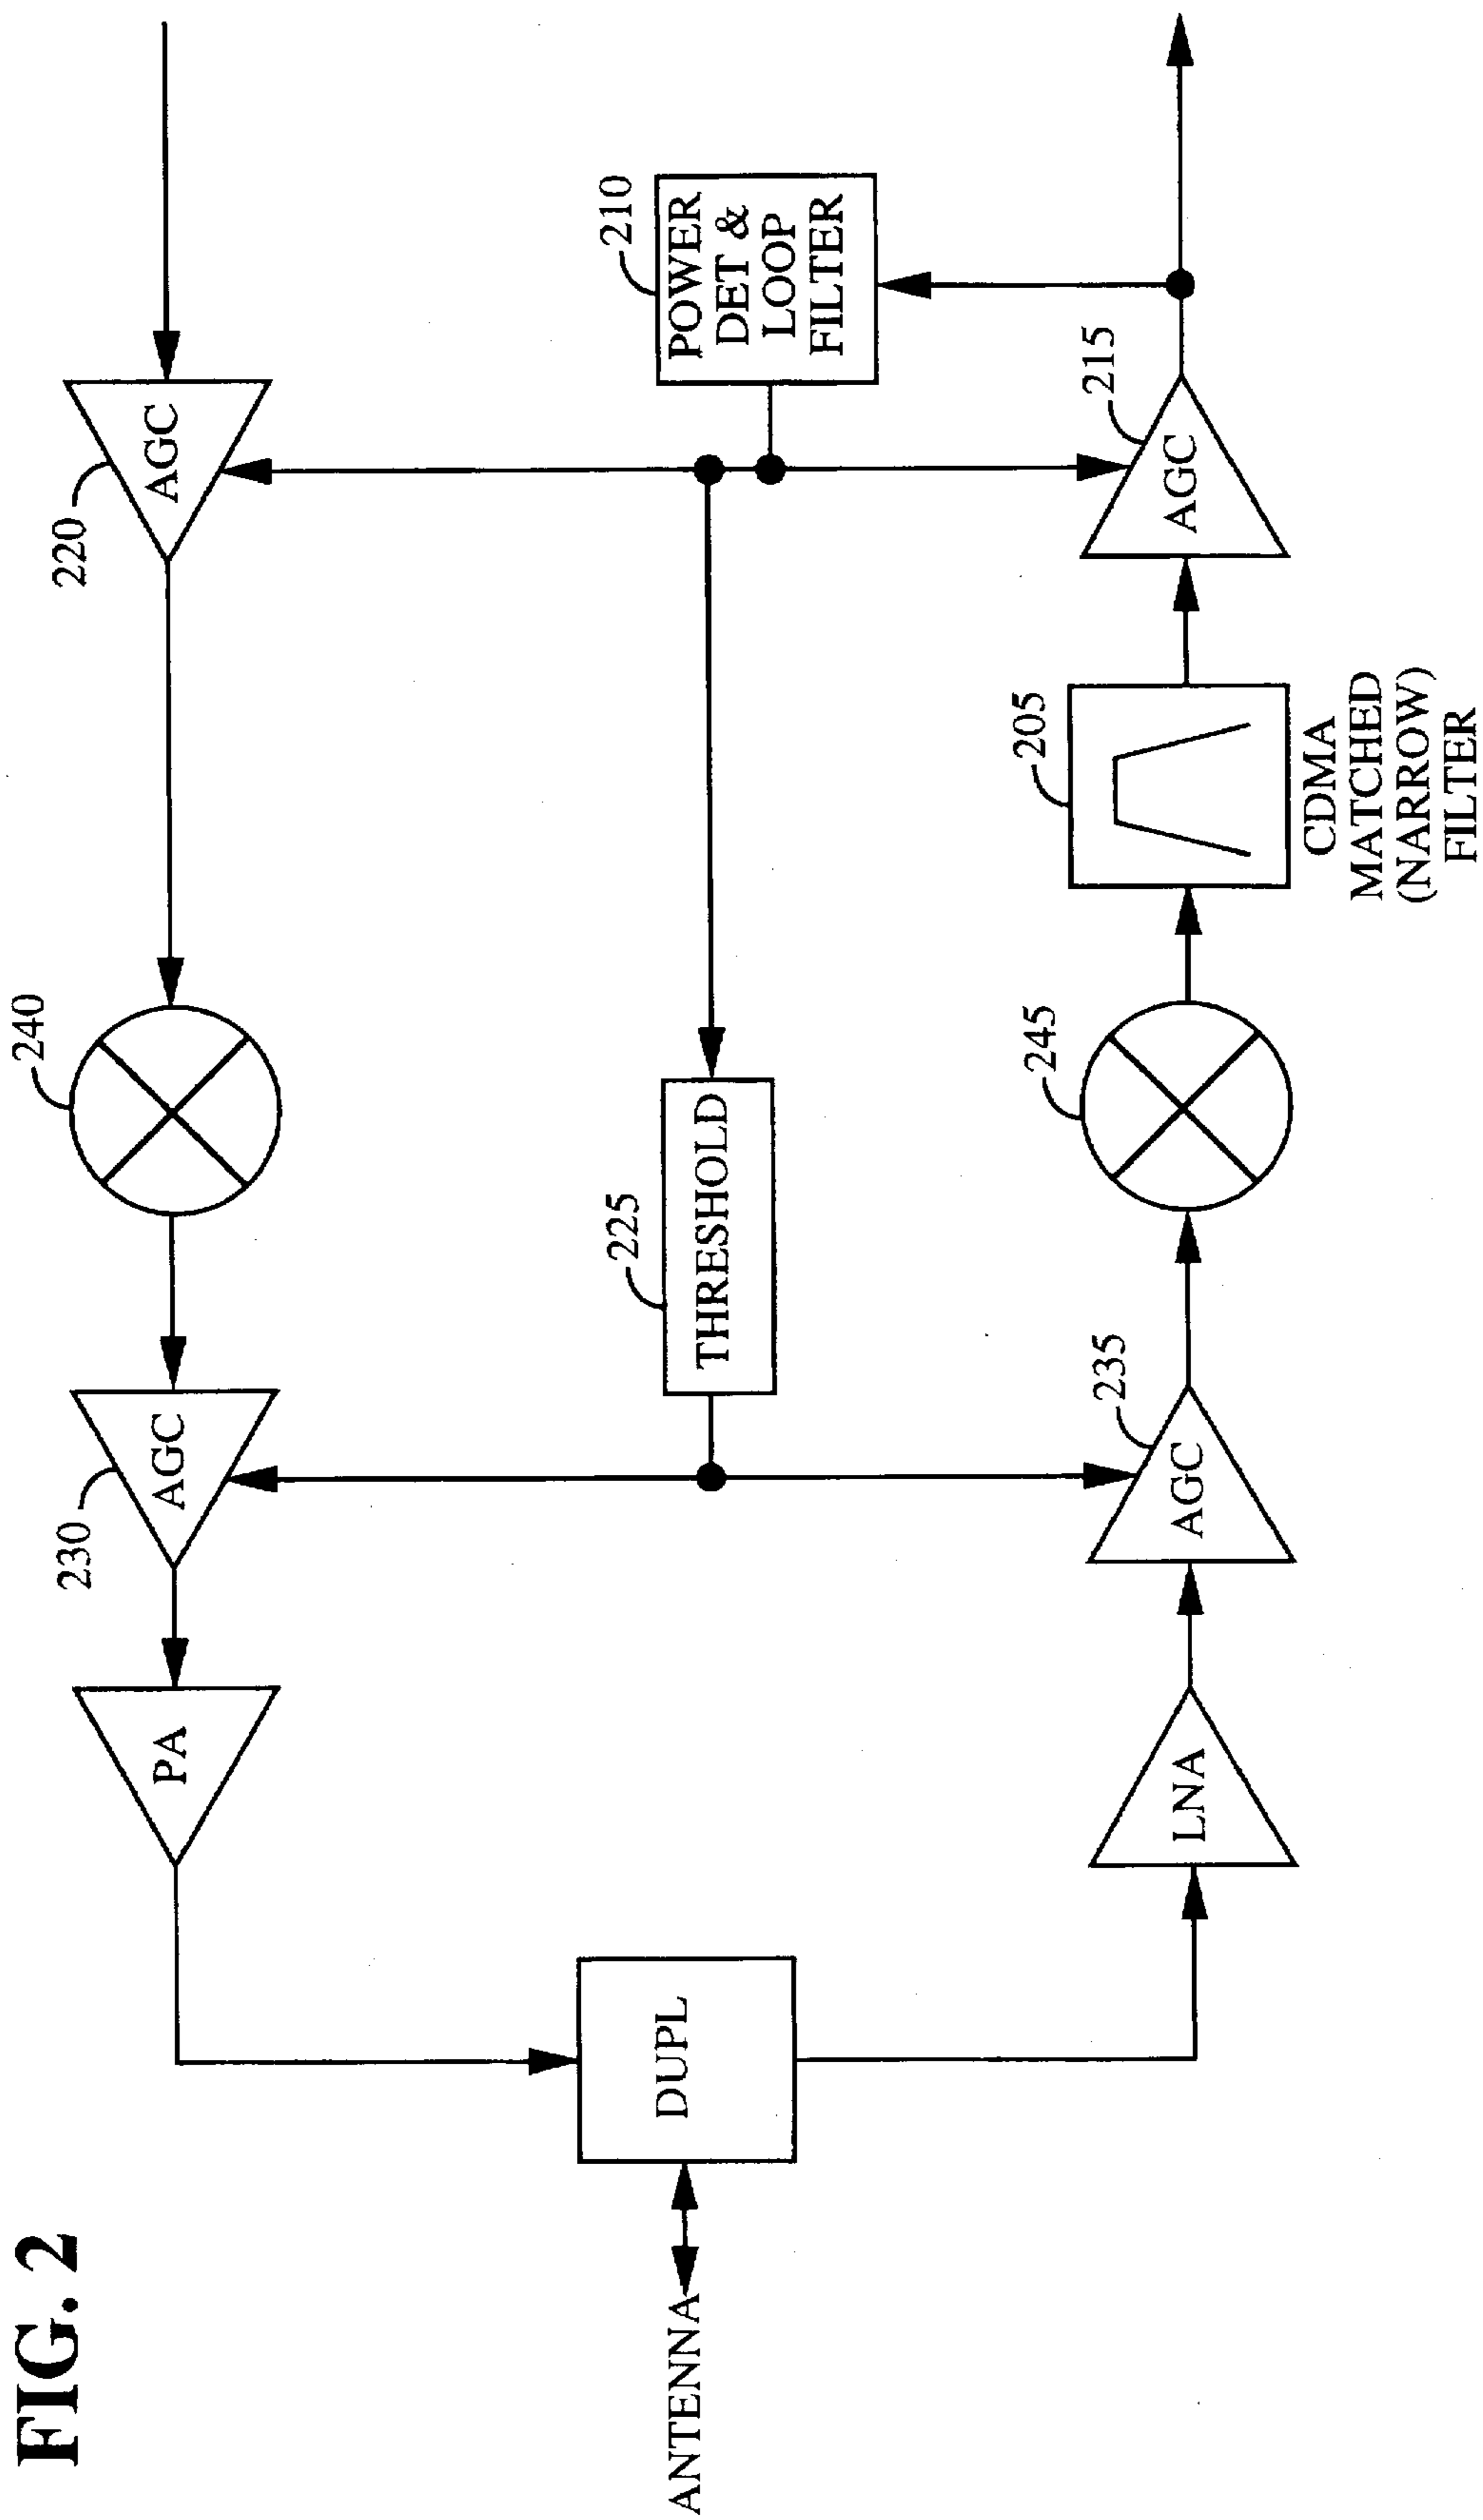 FIG. 2
240
220
230
AGC
AGC
PA
210
POWER
DET &
LOOP
FILTER
225
THRESHOLD
DUPL
ANTENNA
235
245
205
215
LNA
AGC
AGC
CDMA
MATCHED
(NARROW)
FILTER